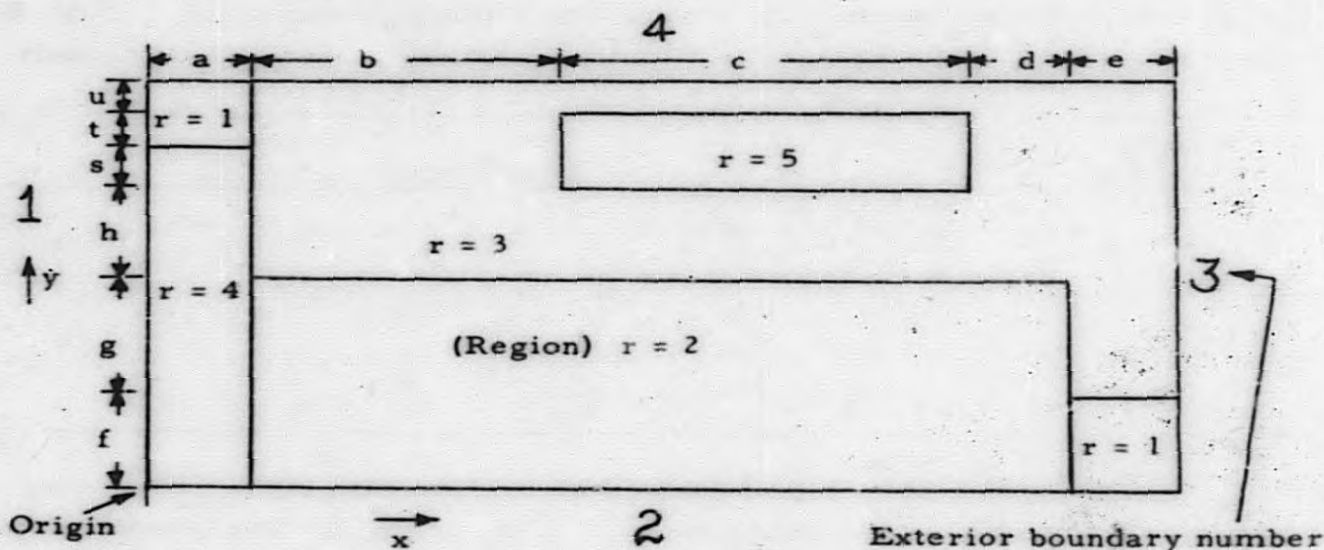 4
a b c d e
u
t r = 1
s r = 5
1
h r = 3
y r = 4 3
g (Region) r = 2
f r = 1
Origin x 2 Exterior boundary number